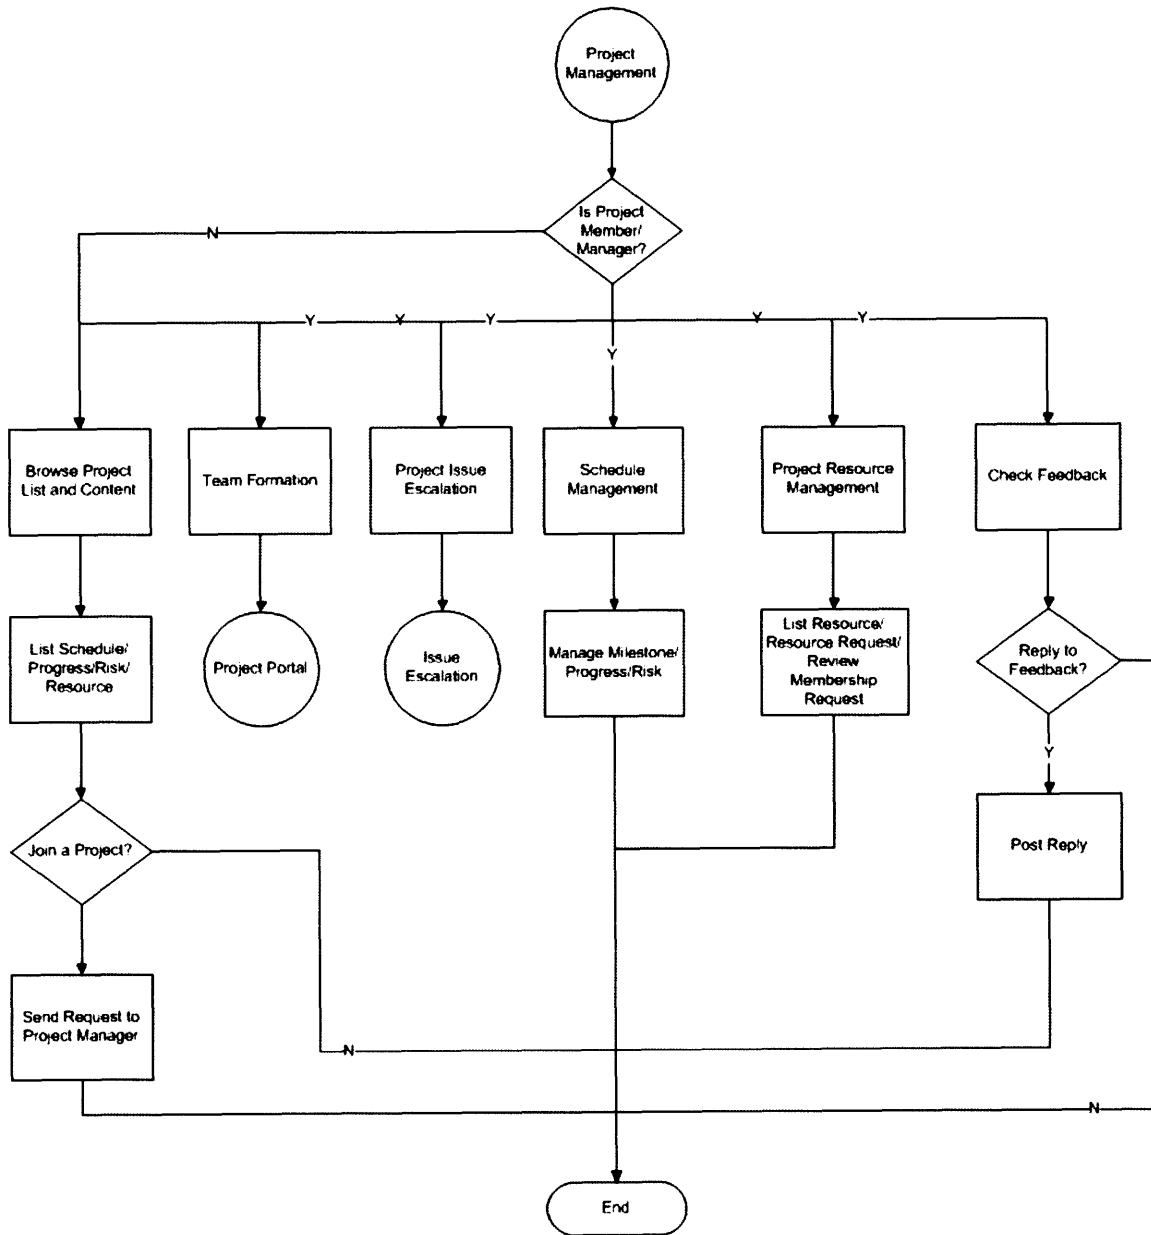 Project
Management
Is Project
Member/
Manager?
N
Y
Y
Y
Y
Y
Y
Browse Project
List and Content
Team Formation
Project Issue
Escalation
Schedule
Management
Project Resource
Management
Check Feedback
List Schedule/
Progress/Risk/
Resource
Project Portal
Issue
Escalation
Manage Milestone/
Progress/Risk
List Resource/
Resource Request/
Review
Membership
Request
Reply to
Feedback?
Y
Join a Project?
Post Reply
Send Request to
Project Manager
N
N
End